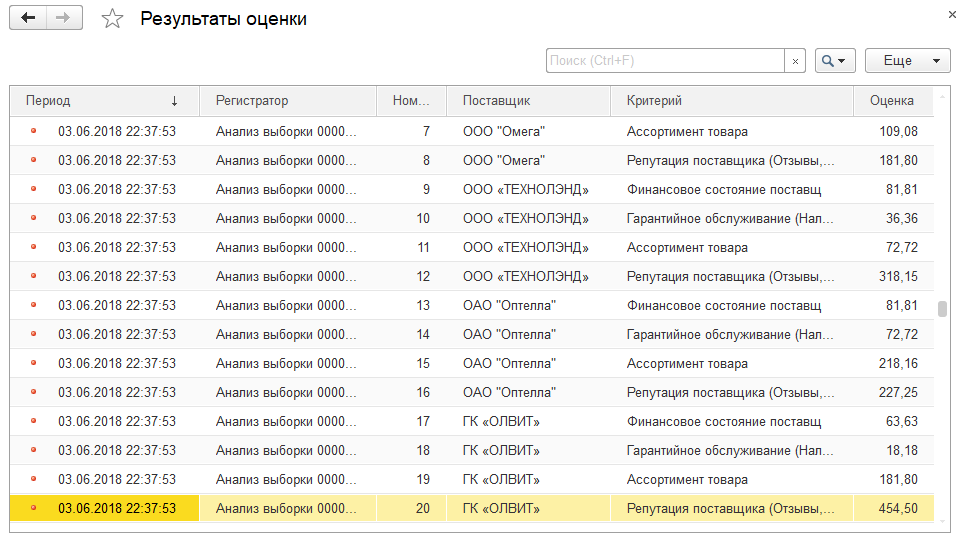 Результаты оценки
Поиск (Ctrl+F)
Еще
Период Регистратор Ном... Поставщик Критерий Оценка
03.06.2018 22:37:53 Анализ выборки 0000... 7 ООО "Омега" Ассортимент товара 109,08
03.06.2018 22:37:53 Анализ выборки 0000... 8 ООО "Омега" Репутация поставщика (Отзывы,... 181,80
03.06.2018 22:37:53 Анализ выборки 0000... 9 ООО «ТЕХНОЛЭНД» Финансовое состояние поставщ 81,81
03.06.2018 22:37:53 Анализ выборки 0000... 10 ООО «ТЕХНОЛЭНД» Гарантийное обслуживание (Нал... 36,36
03.06.2018 22:37:53 Анализ выборки 0000... 11 ООО «ТЕХНОЛЭНД» Ассортимент товара 72,72
03.06.2018 22:37:53 Анализ выборки 0000... 12 ООО «ТЕХНОЛЭНД» Репутация поставщика (Отзывы,... 318,15
03.06.2018 22:37:53 Анализ выборки 0000... 13 ОАО "Оптелла" Финансовое состояние поставщ 81,81
03.06.2018 22:37:53 Анализ выборки 0000... 14 ОАО "Оптелла" Гарантийное обслуживание (Нал... 72,72
03.06.2018 22:37:53 Анализ выборки 0000... 15 ОАО "Оптелла" Ассортимент товара 218,16
03.06.2018 22:37:53 Анализ выборки 0000... 16 ОАО "Оптелла" Репутация поставщика (Отзывы,... 227,25
03.06.2018 22:37:53 Анализ выборки 0000... 17 ГК «ОЛВИТ» Финансовое состояние поставщ 63,63
03.06.2018 22:37:53 Анализ выборки 0000... 18 ГК «ОЛВИТ» Гарантийное обслуживание (Нал... 18,18
03.06.2018 22:37:53 Анализ выборки 0000... 19 ГК «ОЛВИТ» Ассортимент товара 181,80
03.06.2018 22:37:53 Анализ выборки 0000... 20 ГК «ОЛВИТ» Репутация поставщика (Отзывы,... 454,50